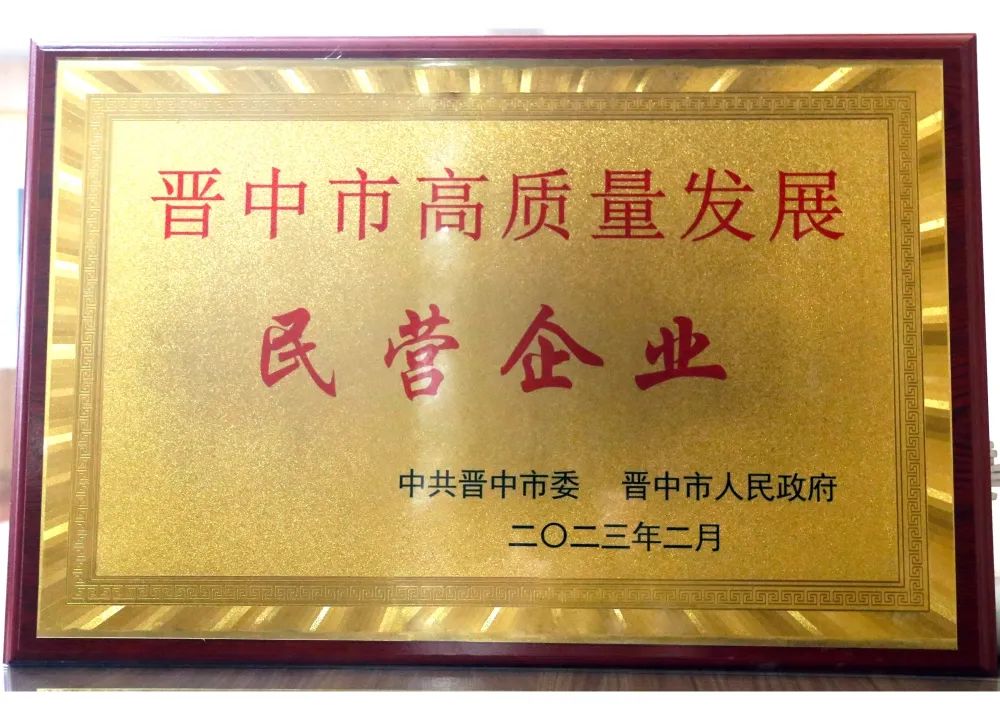 晋中市高质量发展
民营企业
中共晋中市委 晋中市人民政府
二〇二三年二月